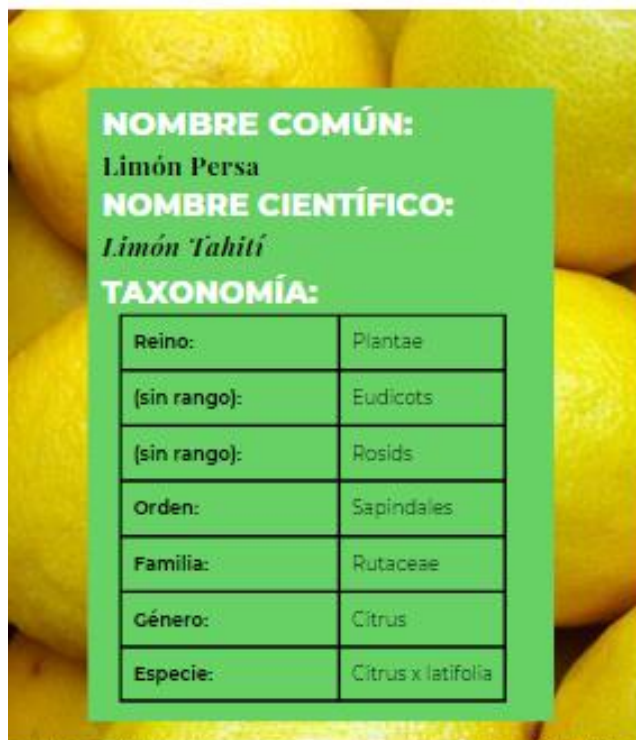 NOMBRE COMÚN:
Limón Persa
NOMBRE CIENTÍFICO:
Limón Tahití
TAXONOMÍA:
Reino: Plantae
(sin rango): Eudicots
(sin rango): Rosids
Orden: Sapindales
Familia: Rutaceae
Género: Citrus
Especie: Citrus x latifolia